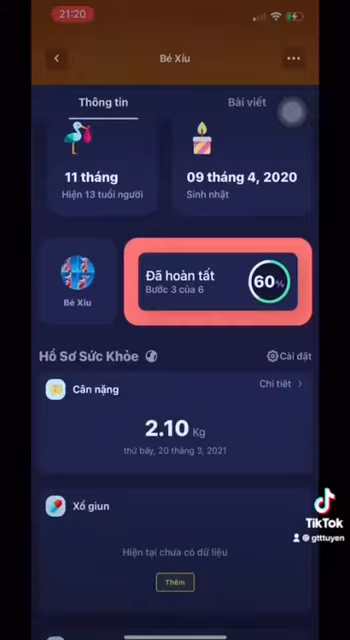 21:20
Bé Xíu
Thông tin
Bài viết
11 tháng
Hiện 13 tuổi người
09 tháng 4, 2020
Sinh nhật
Bé Xíu
Đã hoàn tất
Bước 3 của 6
60%
Hồ Sơ Sức Khỏe
Cài đặt
Cân nặng
Chi tiết
2.10 Kg
thứ bảy, 20 tháng 3, 2021
Xổ giun
Hiện tại chưa có dữ liệu
Thêm
TikTok
@gtttuyen